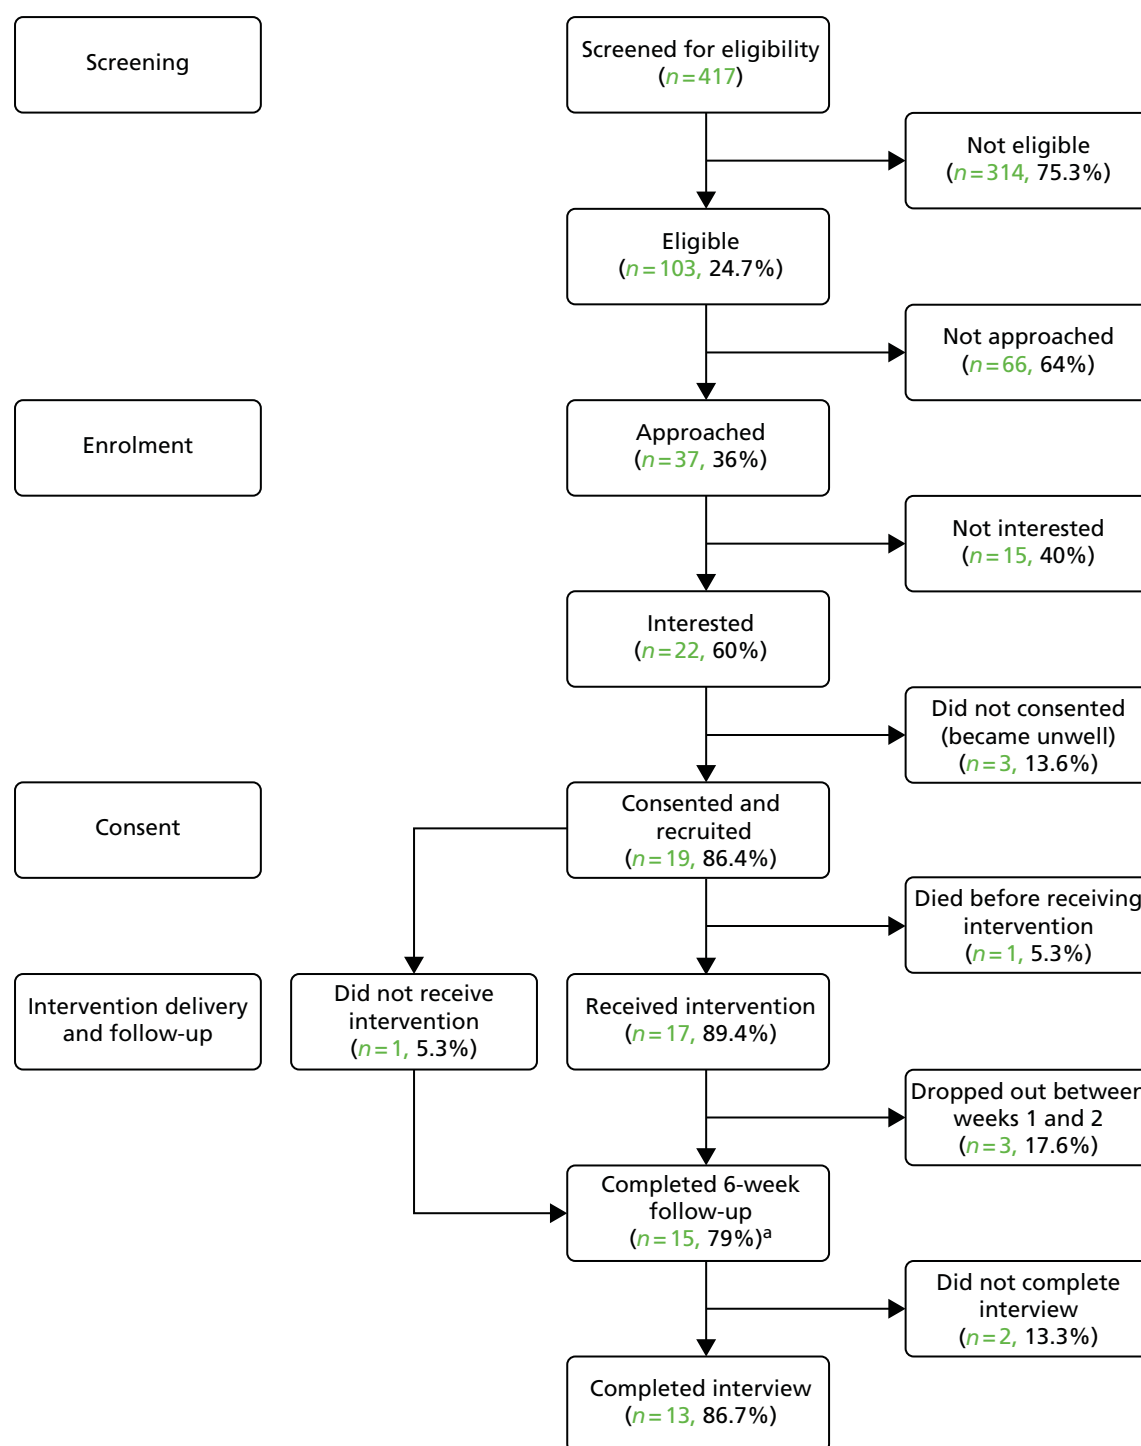 Screening
Screened for eligibility
(n=417)
Not eligible
(n=314, 75.3%)
Eligible
(n=103, 24.7%)
Not approached
(n=66, 64%)
Enrolment
Approached
(n=37, 36%)
Not interested
(n=15, 40%)
Interested
(n=22, 60%)
Did not consented
(became unwell)
(n=3, 13.6%)
Consent
Consented and
recruited
(n=19, 86.4%)
Died before receiving
intervention
(n=1, 5.3%)
Intervention delivery
and follow-up
Did not receive
intervention
(n=1, 5.3%)
Received intervention
(n=17, 89.4%)
Dropped out between
weeks 1 and 2
(n=3, 17.6%)
Completed 6-week
follow-up
(n=15, 79%)a
Did not complete
interview
(n=2, 13.3%)
Completed interview
(n=13, 86.7%)